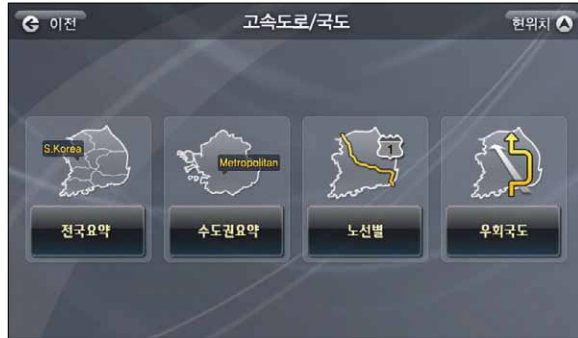 이전
고속도로/국도
현위치
S.Korea
Metropolitan
1
전국요약
수도권요약
노선별
우회국도